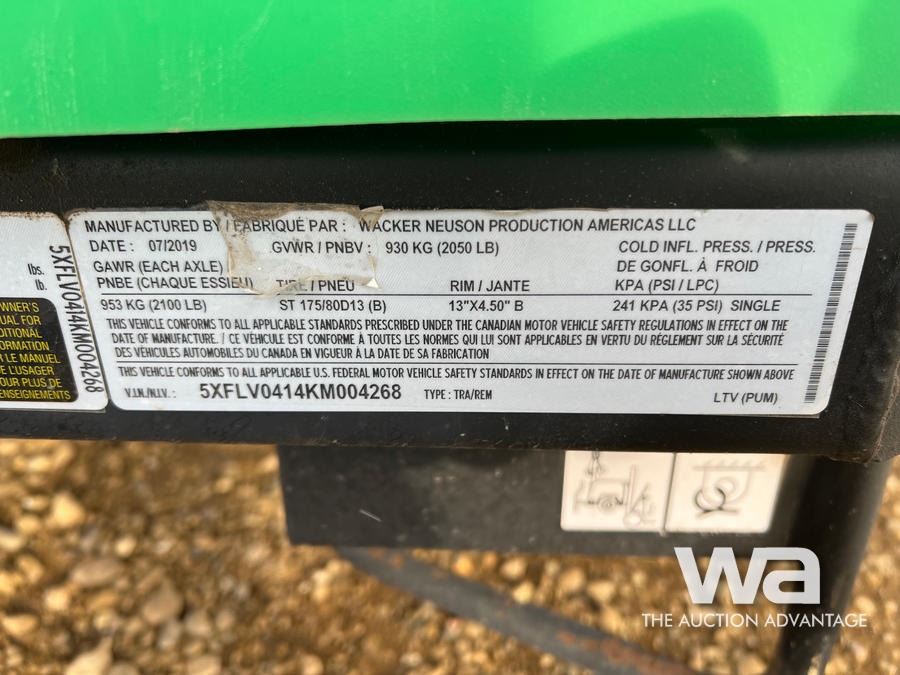 MANUFACTURED BY / FABRIQUÉ PAR : WACKER NEUSON PRODUCTION AMERICAS LLC
DATE : 07/2019 GVWR / PNBV : 930 KG (2050 LB) COLD INFL. PRESS. / PRESS.
GAWR (EACH AXLE) DE GONFL. À FROID
PNBE (CHAQUE ESSIEU) TIRE / PNEU RIM / JANTE KPA (PSI / LPC)
953 KG (2100 LB) ST 175/80D13 (B) 13"X4.50" B 241 KPA (35 PSI) SINGLE
THIS VEHICLE CONFORMS TO ALL APPLICABLE STANDARDS PRESCRIBED UNDER THE CANADIAN MOTOR VEHICLE SAFETY REGULATIONS IN EFFECT ON THE
DATE OF MANUFACTURE. / CE VÉHICULE EST CONFORME À TOUTES LES NORMES QUI LUI SONT APPLICABLES EN VERTU DU RÉGLEMENT SUR LA SÉCURITÉ
DES VÉHICULES AUTOMOBILES DU CANADA EN VIGUEUR À LA DATE DE SA FABRICATION
THIS VEHICLE CONFORMS TO ALL U.S. FEDERAL MOTOR VEHICLE SAFETY STANDARDS IN EFFECT ON THE DATE OF MANUFACTURE SHOWN ABOVE.
V.I.N./N.I.V. : 5XFLV0414KM004268 TYPE : TRA/REM LTV (PUM)
lbs.
lb.
5XFLV0414KM004268
OWNER'S
UAL FOR
DITIONAL
MATION
R LE MANUEL
E L'USAGER
OUR PLUS DE
ENSEIGNEMENTS
wa
THE AUCTION ADVANTAGE